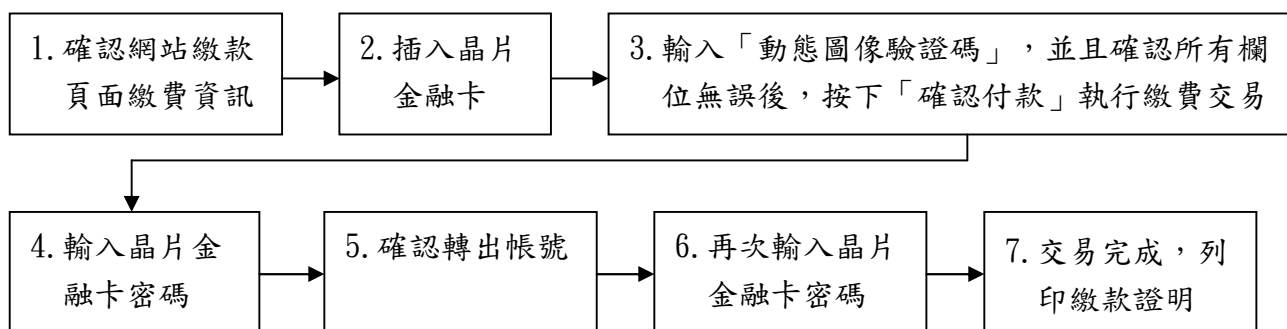 1.確認網站繳款
頁面繳費資訊
2.插入晶片
金融卡
3.輸入「動態圖像驗證碼」，並且確認所有欄
位無誤後，按下「確認付款」執行繳費交易
4.輸入晶片金
融卡密碼
5.確認轉出帳號
6.再次輸入晶片
金融卡密碼
7.交易完成，列
印繳款證明